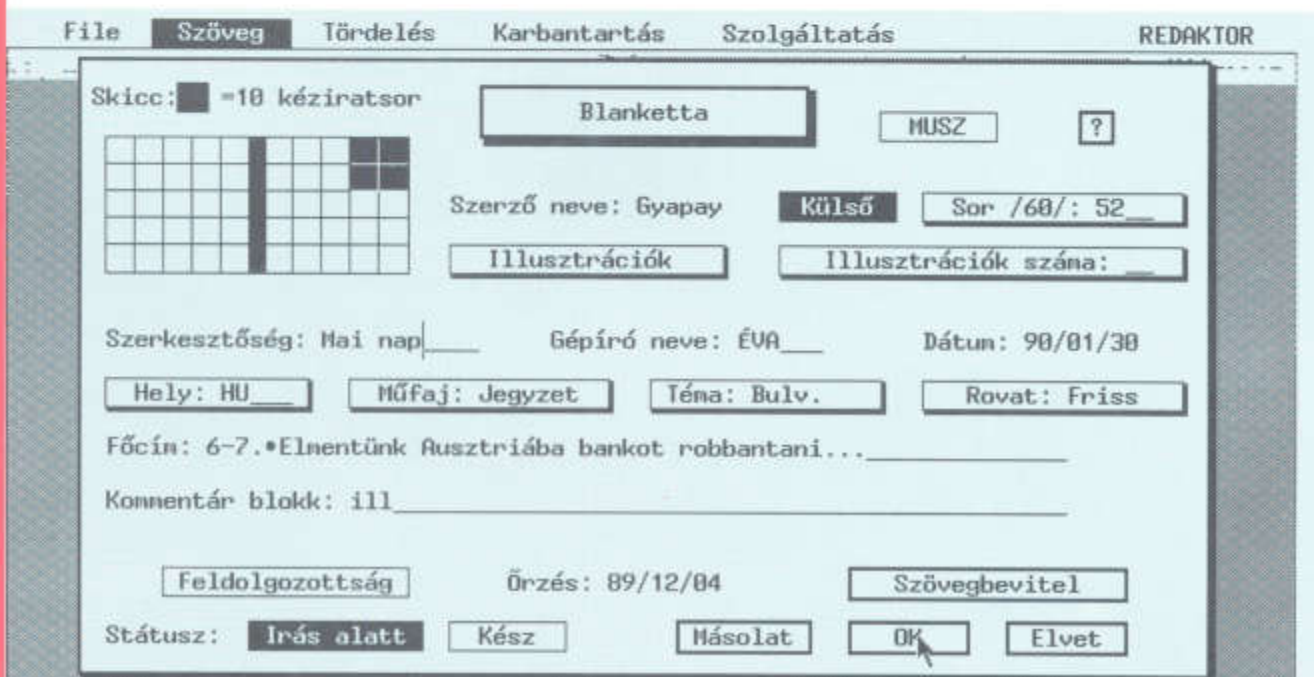 File Szöveg Tördelés Karbantartás Szolgáltatás REDAKTOR
Skicc: =10 kéziratsor Blanketta MUSZ ?
Szerző neve: Gyapay Külső Sor /60/: 52__
Illusztrációk Illusztrációk száma: __
Szerkesztőség: Mai nap____ Gépíró neve: ÉVA___ Dátum: 90/01/30
Hely: HU___ Műfaj: Jegyzet Téma: Bulv. Rovat: Friss
Főcím: 6-7.•Elmentünk Ausztriába bankot robbantani...
Kommentár blokk: ill
Feldolgozottság Őrzés: 89/12/04 Szövegbevitel
Státusz: Irás alatt Kész Másolat OK Elvet